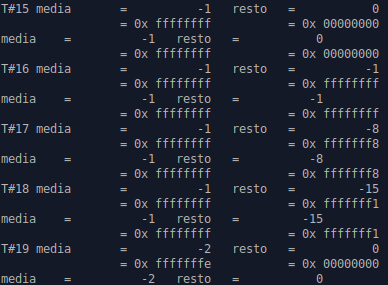 T#15 media       =          -1   resto   =           0
                 = 0x ffffffff           = 0x 00000000
media    =          -1   resto   =           0
                 = 0x ffffffff           = 0x 00000000
T#16 media       =          -1   resto   =          -1
                 = 0x ffffffff           = 0x ffffffff
media    =          -1   resto   =          -1
                 = 0x ffffffff           = 0x ffffffff
T#17 media       =          -1   resto   =          -8
                 = 0x ffffffff           = 0x fffffff8
media    =          -1   resto   =          -8
                 = 0x ffffffff           = 0x fffffff8
T#18 media       =          -1   resto   =         -15
                 = 0x ffffffff           = 0x fffffff1
media    =          -1   resto   =         -15
                 = 0x ffffffff           = 0x fffffff1
T#19 media       =          -2   resto   =           0
                 = 0x fffffffe           = 0x 00000000
media    =          -2   resto   =           0